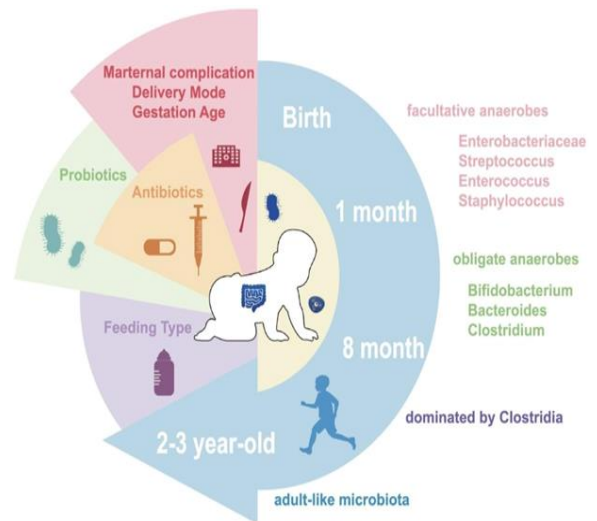 Marternal complication
Delivery Mode
Gestation Age
Probiotics
Antibiotics
Feeding Type
Birth
1 month
8 month
2-3 year-old
facultative anaerobes
Enterobacteriaceae
Streptococcus
Enterococcus
Staphylococcus
obligate anaerobes
Bifidobacterium
Bacteroides
Clostridium
dominated by Clostridia
adult-like microbiota